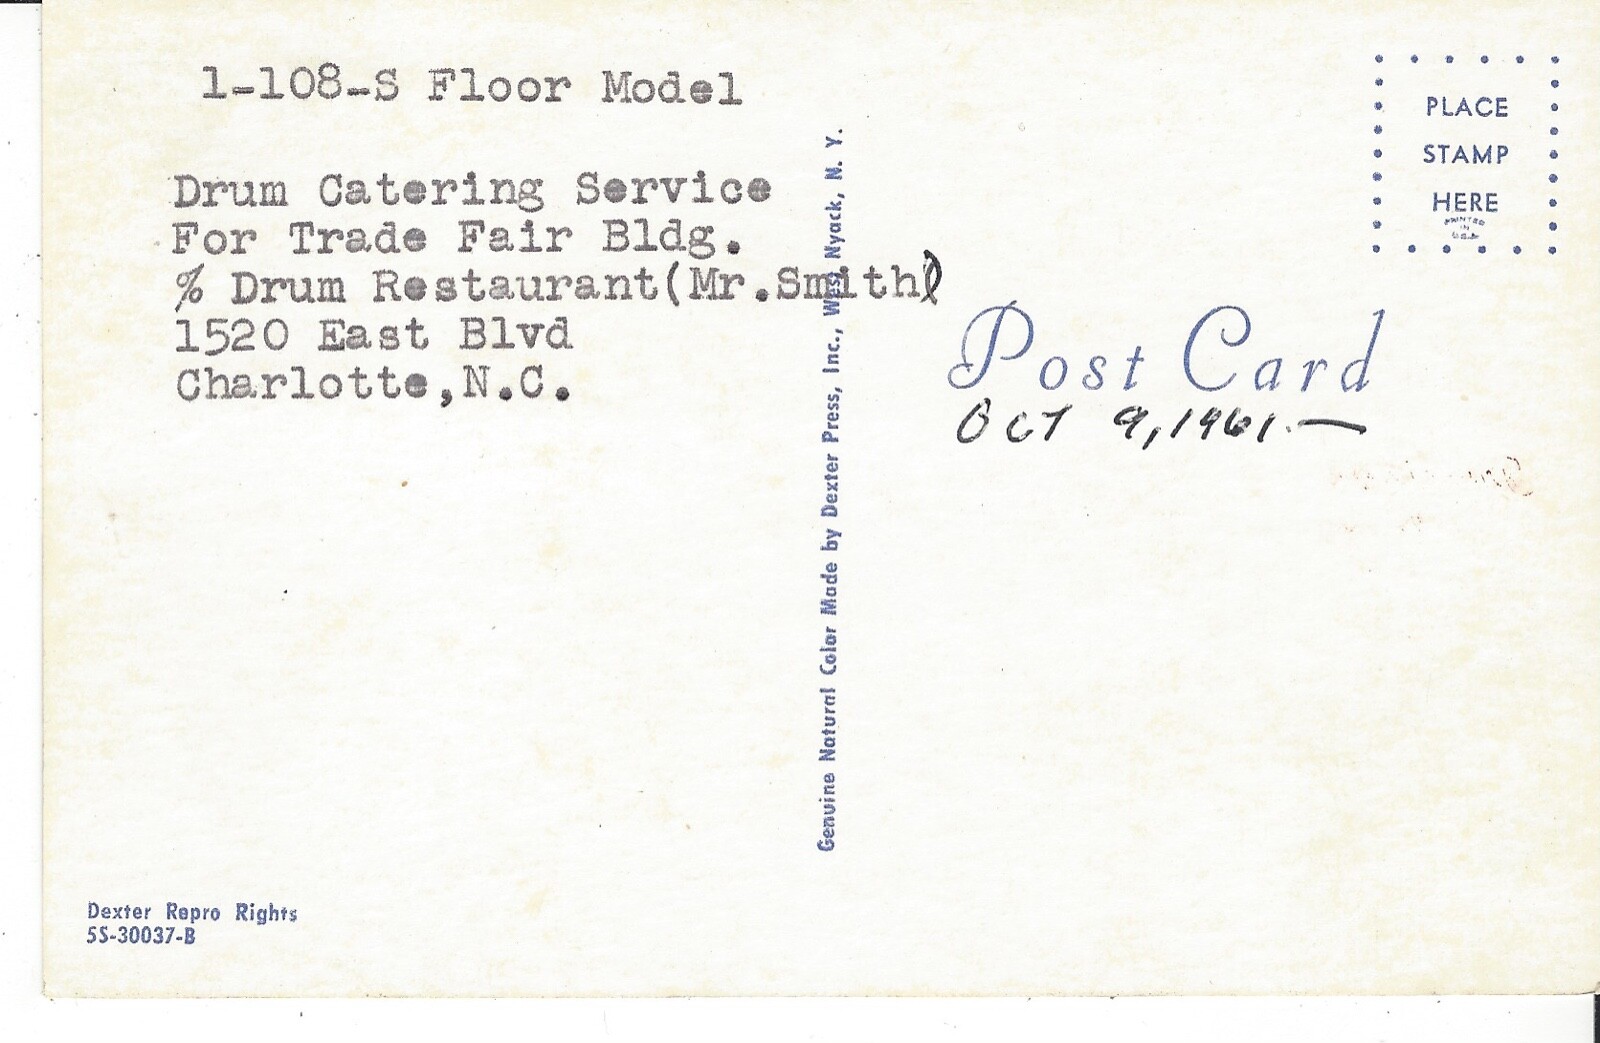 1-108-S Floor Model
Drum Catering Service
For Trade Fair Bldg.
% Drum Restaurant(Mr.Smith)
1520 East Blvd
Charlotte,N.C.
Dexter Repro Rights
5S-30037-B
Genuine Natural Color Made by Dexter Press, Inc., West Nyack, N. Y.
PLACE
STAMP
HERE
PRINTED
IN
U.S.A.
Post Card
OCT 9, 1961.—